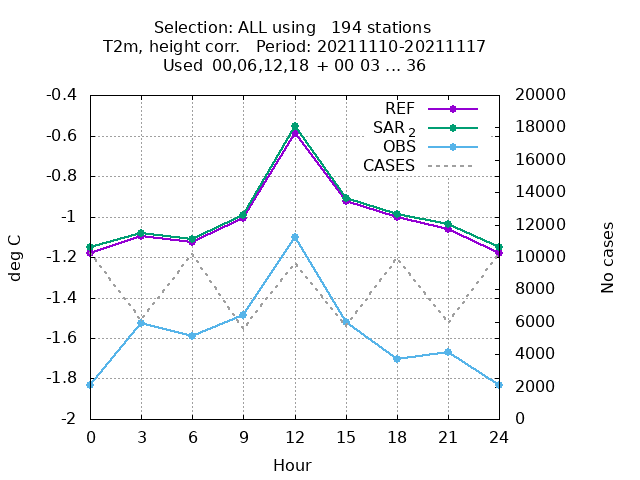 Selection: ALL using   194 stations
T2m, height corr.   Period: 20211110-20211117
Used  00,06,12,18  + 00 03 ... 36
-0.4
-0.6
-0.8
-1
-1.2
-1.4
-1.6
-1.8
-2
20000
18000
16000
14000
12000
10000
8000
6000
4000
2000
0
REF
SAR 2
OBS
CASES
deg C
No cases
0 3 6 9 12 15 18 21 24
Hour